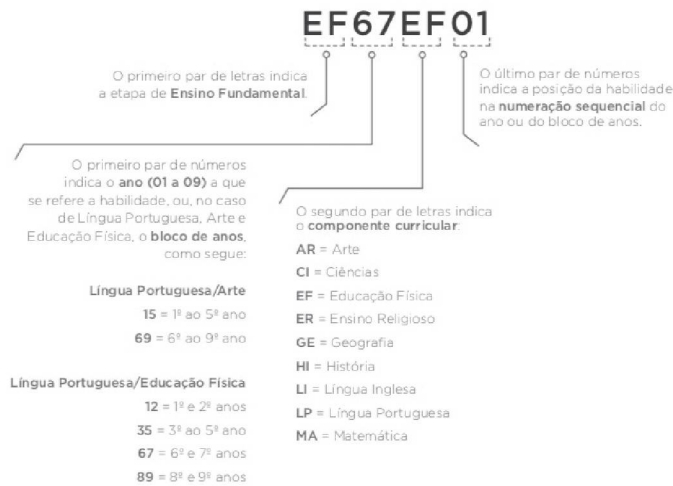 EF67EF01
O primeiro par de letras indica
a etapa de Ensino Fundamental.
O último par de números
indica a posição da habilidade
na numeração sequencial do
ano ou do bloco de anos.
O primeiro par de números
indica o ano (01 a 09) a que
se refere a habilidade, ou, no caso
de Língua Portuguesa, Arte e
Educação Física, o bloco de anos,
como segue:
Língua Portuguesa/Arte
15 = 1º ao 5º ano
69 = 6º ao 9º ano
Língua Portuguesa/Educação Física
12 = 1º e 2º anos
35 = 3º ao 5º ano
67 = 6º e 7º anos
89 = 8º e 9º anos
O segundo par de letras indica
o componente curricular:
AR = Arte
CI = Ciências
EF = Educação Física
ER = Ensino Religioso
GE = Geografia
HI = História
LI = Língua Inglesa
LP = Língua Portuguesa
MA = Matemática